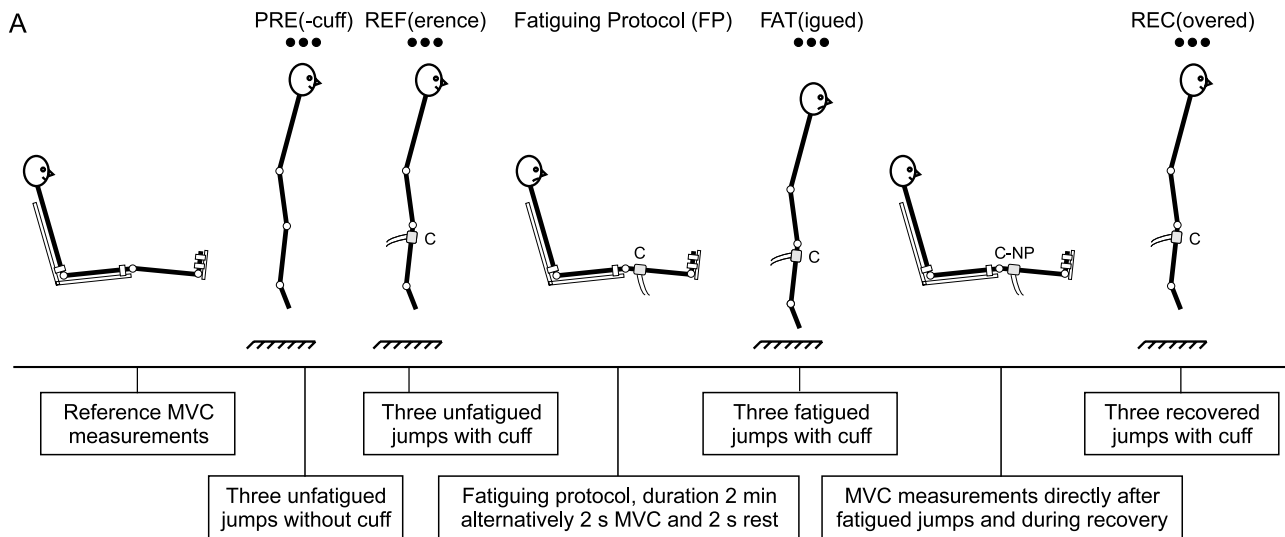 A
PRE(-cuff)
REF(erence)
Fatiguing Protocol (FP)
FAT(igued)
REC(overed)
C
C
C
C-NP
C
Reference MVC
measurements
Three unfatigued
jumps without cuff
Three unfatigued
jumps with cuff
Fatiguing protocol, duration 2 min
alternatively 2 s MVC and 2 s rest
Three fatigued
jumps with cuff
MVC measurements directly after
fatigued jumps and during recovery
Three recovered
jumps with cuff